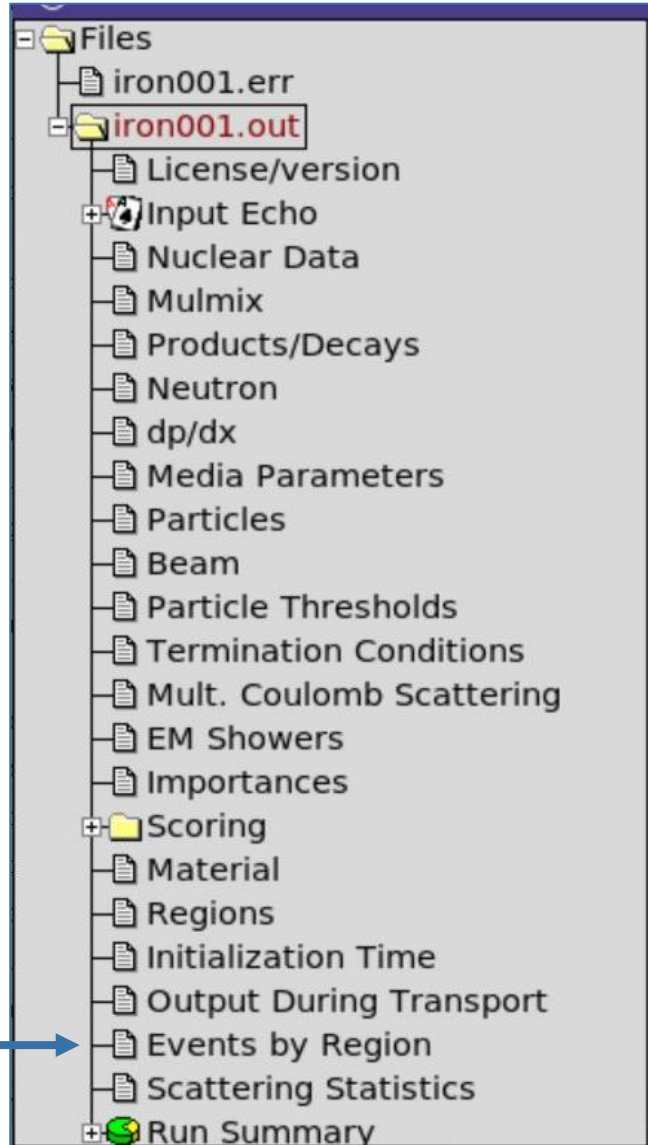 Files
iron001.err
iron001.out
License/version
Input Echo
Nuclear Data
Mulmix
Products/Decays
Neutron
dp/dx
Media Parameters
Particles
Beam
Particle Thresholds
Termination Conditions
Mult. Coulomb Scattering
EM Showers
Importances
Scoring
Material
Regions
Initialization Time
Output During Transport
Events by Region
Scattering Statistics
Run Summary